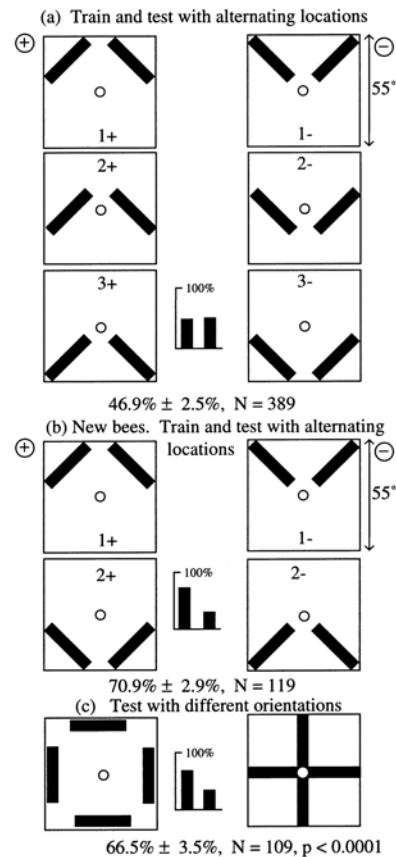 (a) Train and test with alternating locations
+ −
1+ 1- 55°
2+ 2-
3+ 3-
100%
46.9% ± 2.5%, N = 389
(b) New bees. Train and test with alternating
+ locations −
1+ 1- 55°
2+ 2-
100%
70.9% ± 2.9%, N = 119
(c) Test with different orientations
100%
66.5% ± 3.5%, N = 109, p < 0.0001